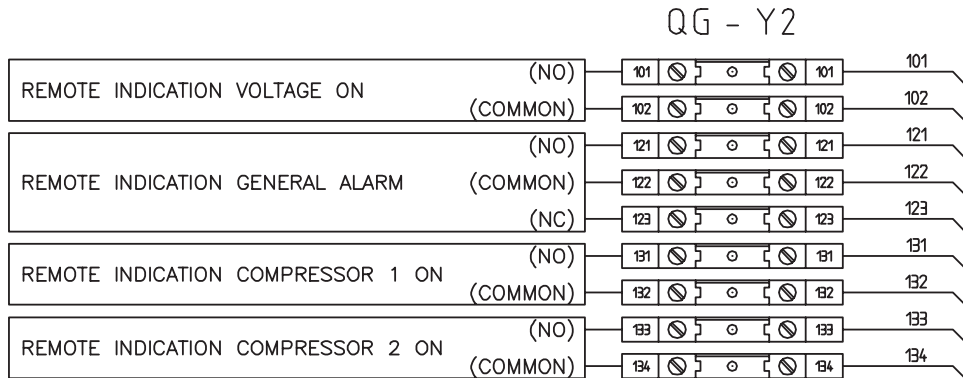 QG - Y2
REMOTE INDICATION VOLTAGE ON (NO) 101 101 101
(COMMON) 102 102 102
REMOTE INDICATION GENERAL ALARM (NO) 121 121 121
(COMMON) 122 122 122
(NC) 123 123 123
REMOTE INDICATION COMPRESSOR 1 ON (NO) 131 131 131
(COMMON) 132 132 132
REMOTE INDICATION COMPRESSOR 2 ON (NO) 133 133 133
(COMMON) 134 134 134